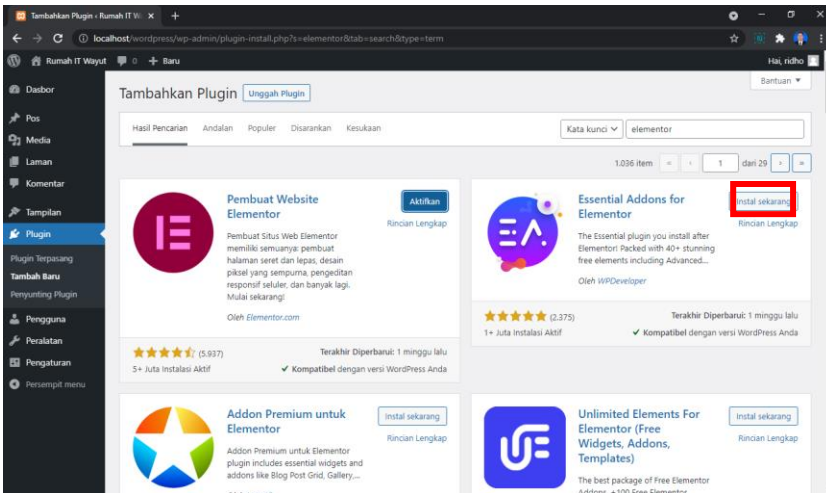 Tambahkan Plugin ‹ Rumah IT W
localhost/wordpress/wp-admin/plugin-install.php?s=elementor&tab=search&type=term
Rumah IT Wayut
0
Baru
Hai, ridho
Bantuan
Dasbor
Pos
Media
Laman
Komentar
Tampilan
Plugin
Plugin Terpasang
Tambah Baru
Penyunting Plugin
Pengguna
Peralatan
Pengaturan
Persempit menu
Tambahkan Plugin
Unggah Plugin
Hasil Pencarian Andalan Populer Disarankan Kesukaan
Kata kunci elementor
1.036 item « ‹ 1 dari 29 › »
Pembuat Website
Elementor
Aktifkan
Rincian Lengkap
Pembuat Situs Web Elementor
memiliki semuanya: pembuat
halaman seret dan lepas, desain
piksel yang sempurna, pengeditan
responsif seluler, dan banyak lagi.
Mulai sekarang!
Oleh Elementor.com
(5.937)
5+ Juta Instalasi Aktif
Terakhir Diperbarui: 1 minggu lalu
✔ Kompatibel dengan versi WordPress Anda
Essential Addons for
Elementor
Instal sekarang
Rincian Lengkap
The Essential plugin you install after
Elementor! Packed with 40+ stunning
free elements including Advanced...
Oleh WPDeveloper
(2.375)
1+ Juta Instalasi Aktif
Terakhir Diperbarui: 1 minggu lalu
✔ Kompatibel dengan versi WordPress Anda
Addon Premium untuk
Elementor
Instal sekarang
Rincian Lengkap
Addon Premium untuk Elementor
plugin includes essential widgets and
addons like Blog Post Grid, Gallery,...
Unlimited Elements For
Elementor (Free
Widgets, Addons,
Templates)
Instal sekarang
Rincian Lengkap
The best package of Free Elementor
Addons. +100 Free Elementor